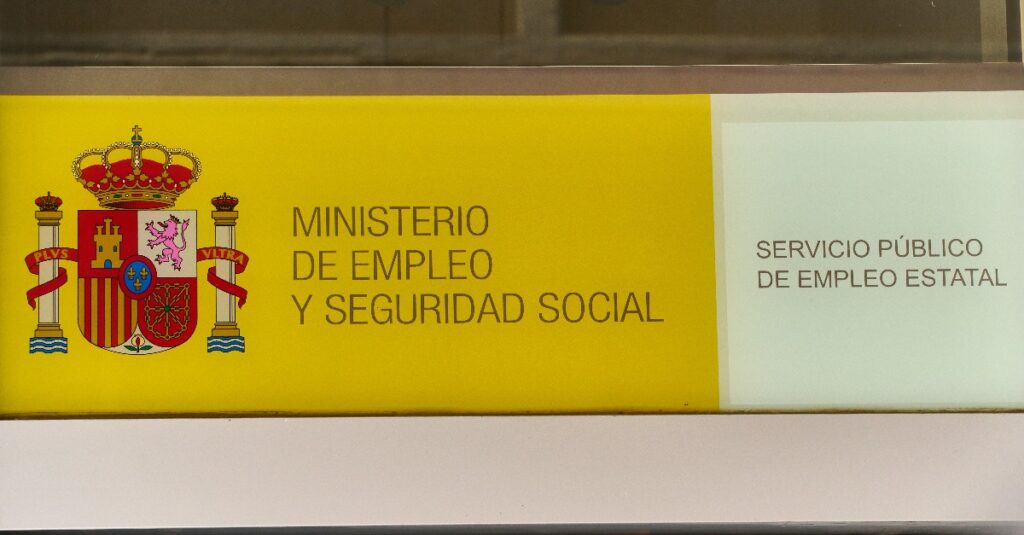 PLVS VLTRA
MINISTERIO
DE EMPLEO
Y SEGURIDAD SOCIAL
SERVICIO PÚBLICO
DE EMPLEO ESTATAL